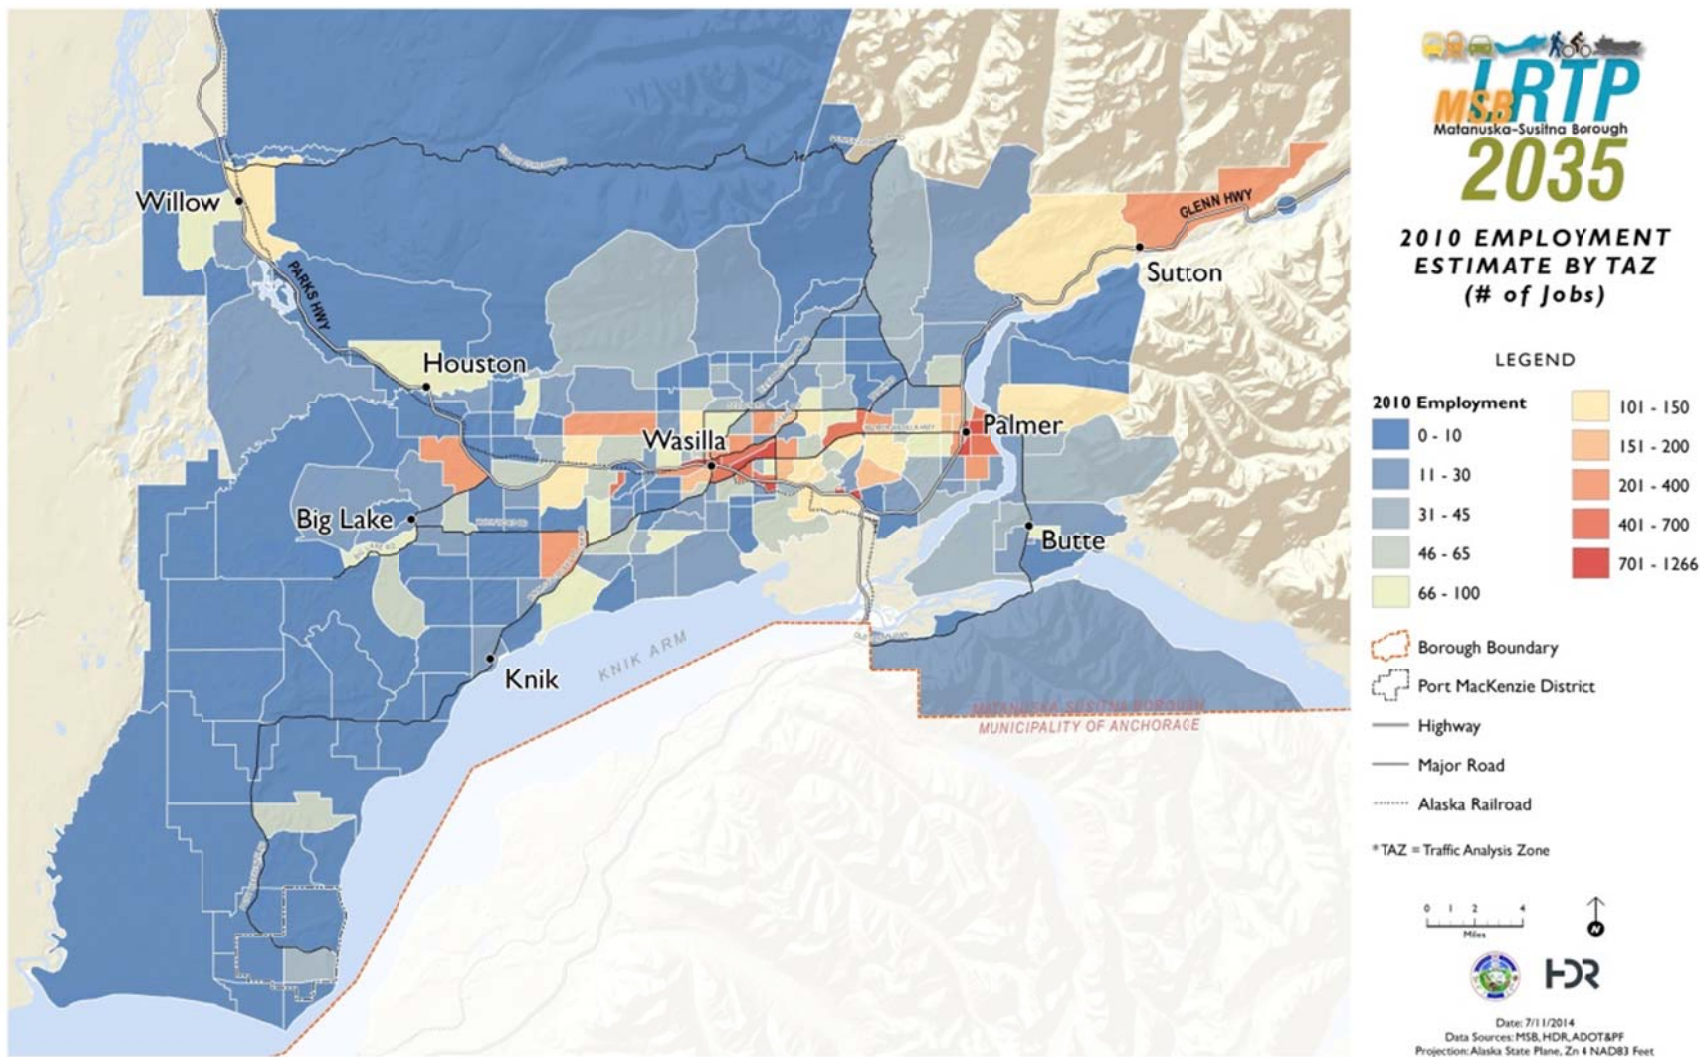 Willow
PARKS HWY
Houston
Wasilla
Big Lake
BIG LAKE RD
Knik
KNIK ARM
GLENN HWY
Sutton
Palmer
Butte
MATANUSKA-SUSITNA BOROUGH
MUNICIPALITY OF ANCHORAGE
MSB LRTP
Matanuska-Susitna Borough
2035
2010 EMPLOYMENT
ESTIMATE BY TAZ
(# of Jobs)
LEGEND
2010 Employment
0 - 10
11 - 30
31 - 45
46 - 65
66 - 100
101 - 150
151 - 200
201 - 400
401 - 700
701 - 1266
Borough Boundary
Port MacKenzie District
Highway
Major Road
Alaska Railroad
* TAZ = Traffic Analysis Zone
0 1 2 4
Miles
N
HDR
Date: 7/11/2014
Data Sources: MSB, HDR, ADOT&PF
Projection: Alaska State Plane, Zn 4 NAD83 Feet